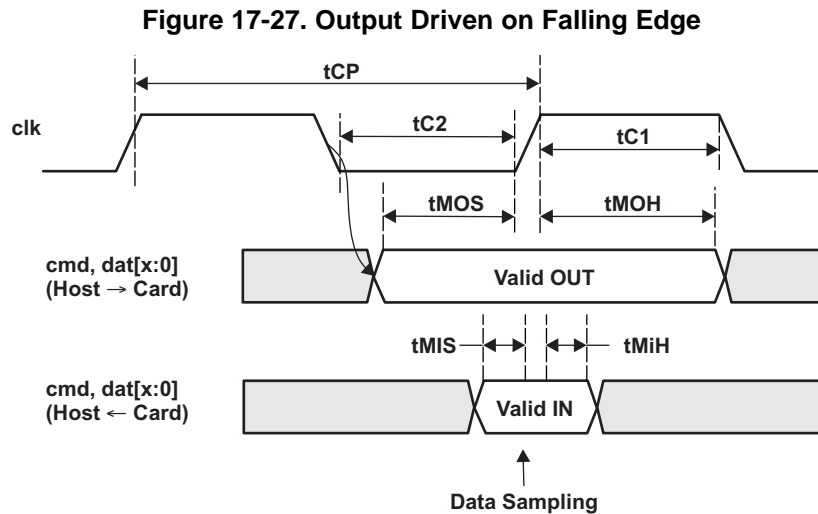 Figure 17-27. Output Driven on Falling Edge
tCP
clk
tC2
tC1
tMOS
tMOH
cmd, dat[x:0]
(Host → Card)
Valid OUT
tMIS
tMiH
cmd, dat[x:0]
(Host ← Card)
Valid IN
Data Sampling